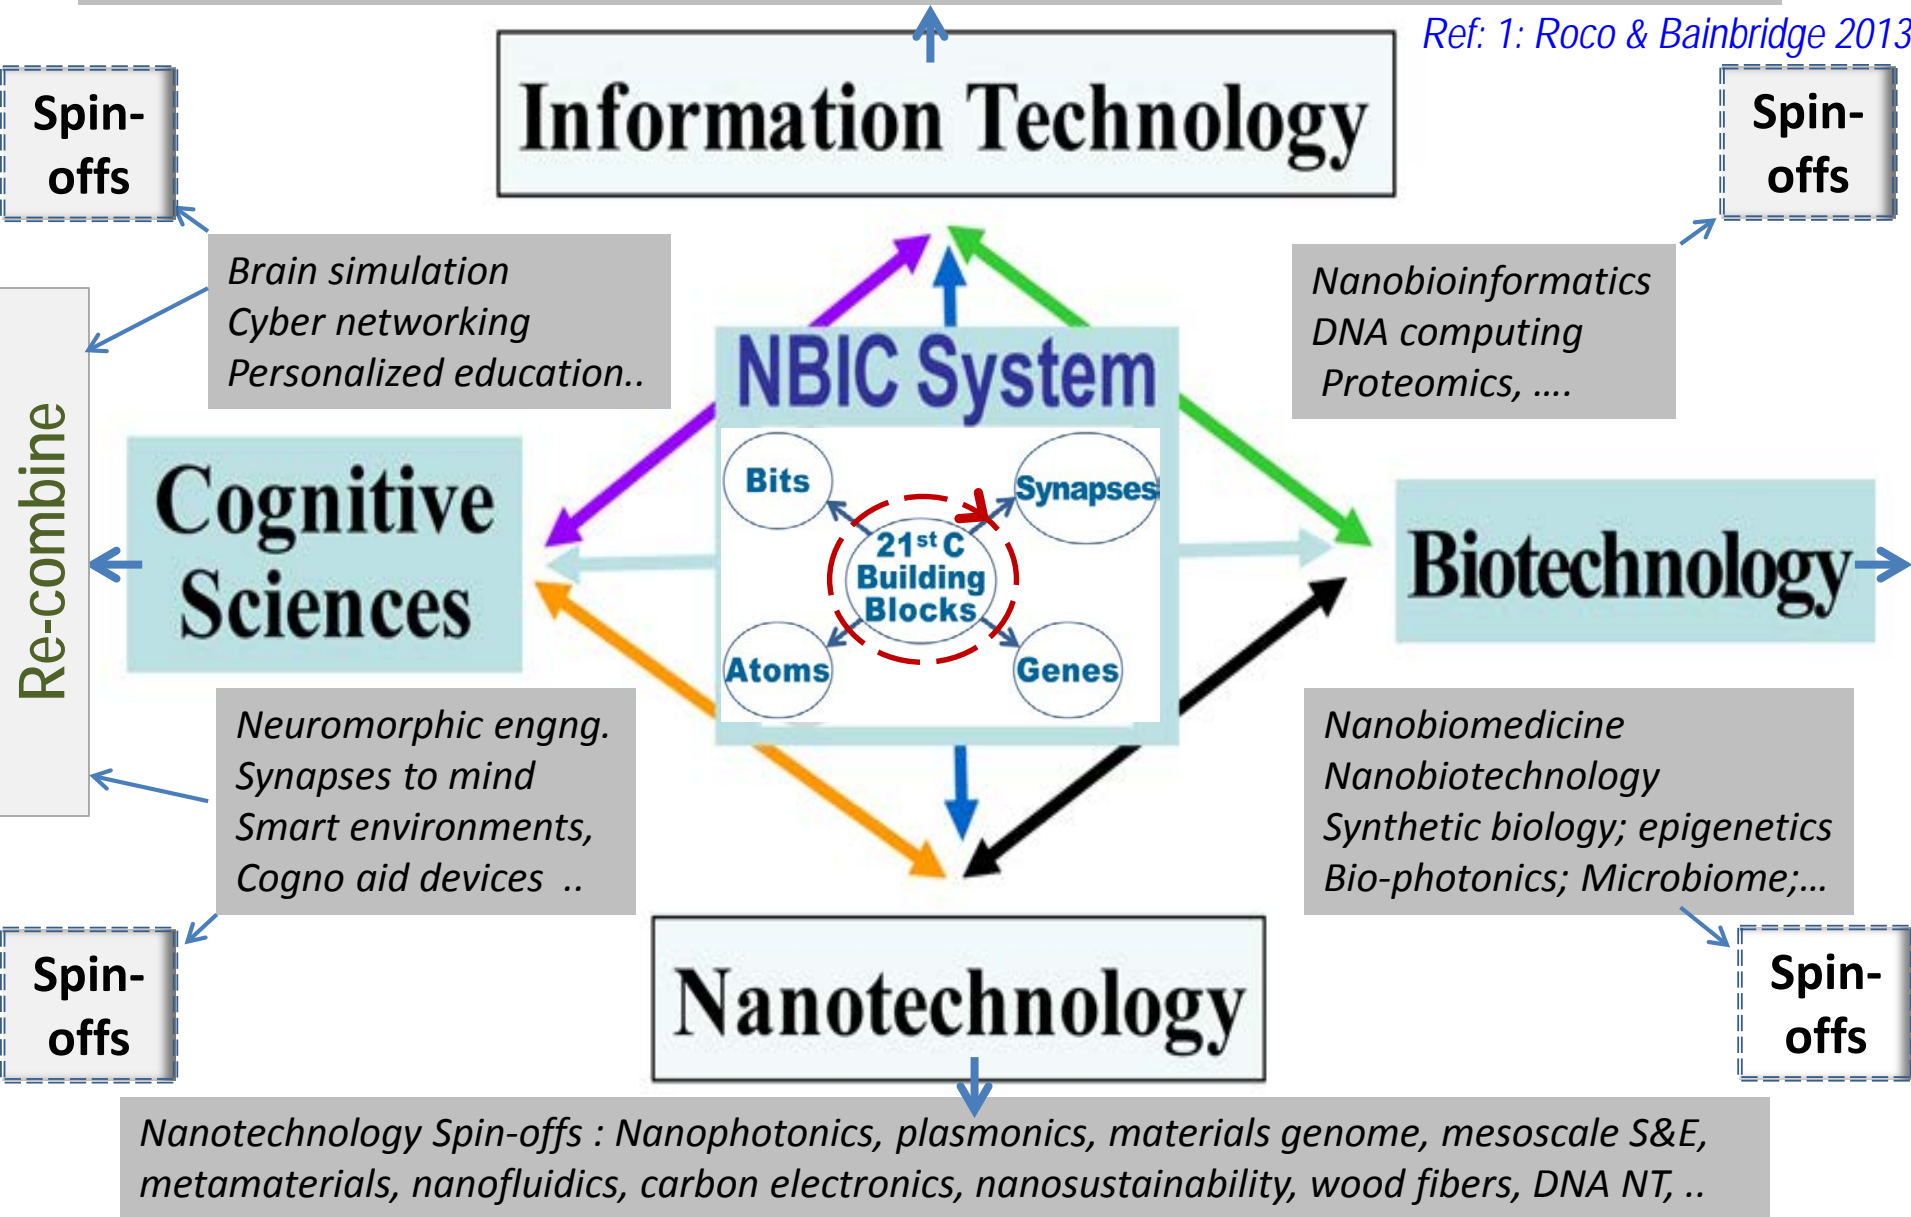 Ref: 1: Roco & Bainbridge 2013
Information Technology
Spin-
offs
Spin-
offs
Brain simulation
Cyber networking
Personalized education..
Nanobioinformatics
DNA computing
Proteomics, ....
NBIC System
Bits
Synapses
21st C
Building
Blocks
Atoms
Genes
Re-combine
Cognitive
Sciences
Biotechnology
Neuromorphic engng.
Synapses to mind
Smart environments,
Cogno aid devices ..
Nanobiomedicine
Nanobiotechnology
Synthetic biology; epigenetics
Bio-photonics; Microbiome;...
Spin-
offs
Spin-
offs
Nanotechnology
Nanotechnology Spin-offs : Nanophotonics, plasmonics, materials genome, mesoscale S&E,
metamaterials, nanofluidics, carbon electronics, nanosustainability, wood fibers, DNA NT, ..